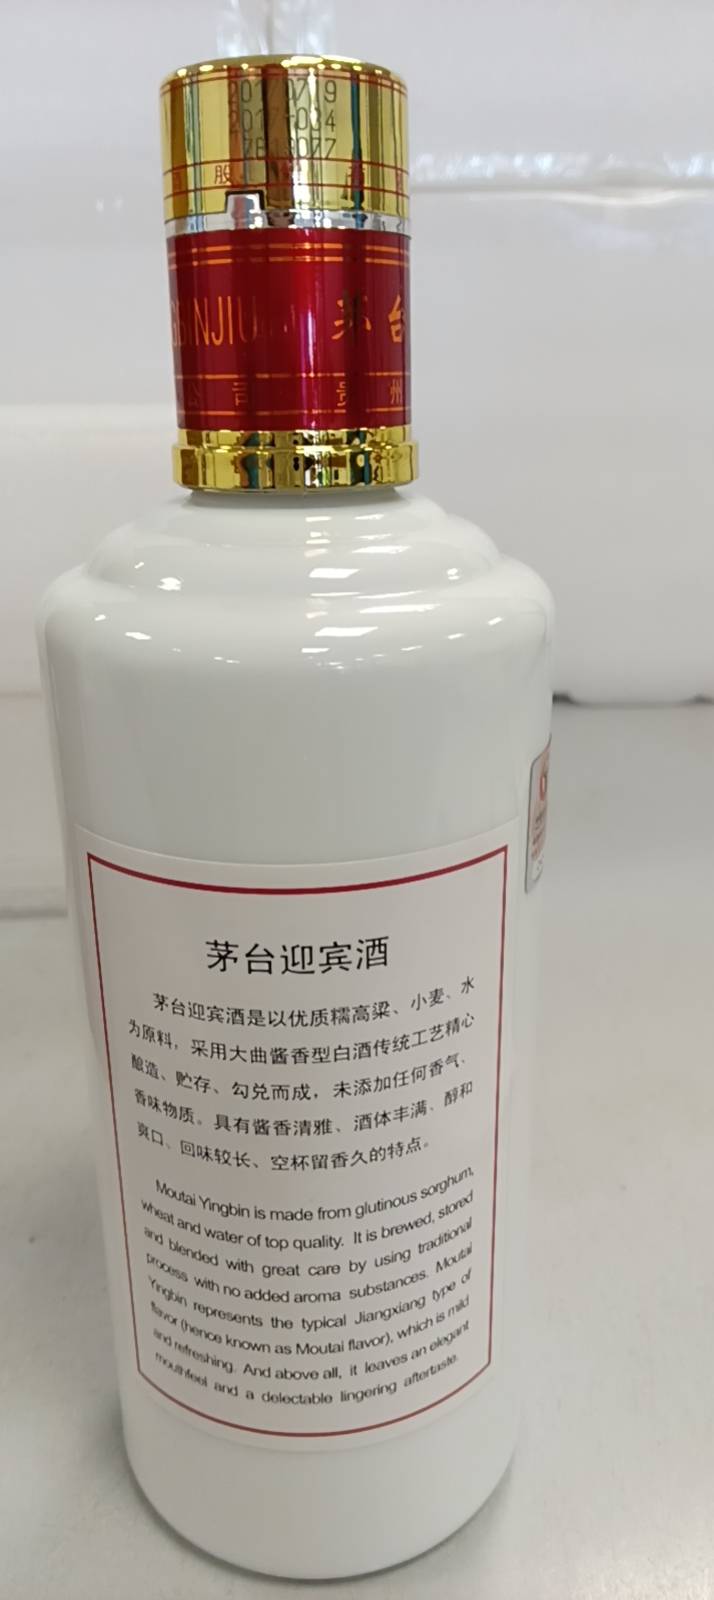 20170719
股
GBINJIU 茅台
公司 贵州
茅台迎宾酒
茅台迎宾酒是以优质糯高粱、小麦、水
为原料，采用大曲酱香型白酒传统工艺精心
酿造、贮存、勾兑而成，未添加任何香气、
香味物质。具有酱香清雅、酒体丰满、醇和
爽口、回味较长、空杯留香久的特点。
Moutai Yingbin is made from glutinous sorghum,
wheat and water of top quality. It is brewed, stored
and blended with great care by using traditional
process with no added aroma substances. Moutai
Yingbin represents the typical Jiangxiang type of
flavor (hence known as Moutai flavor), which is mild
and refreshing. And above all, it leaves an elegant
mouthfeel and a delectable lingering aftertaste.